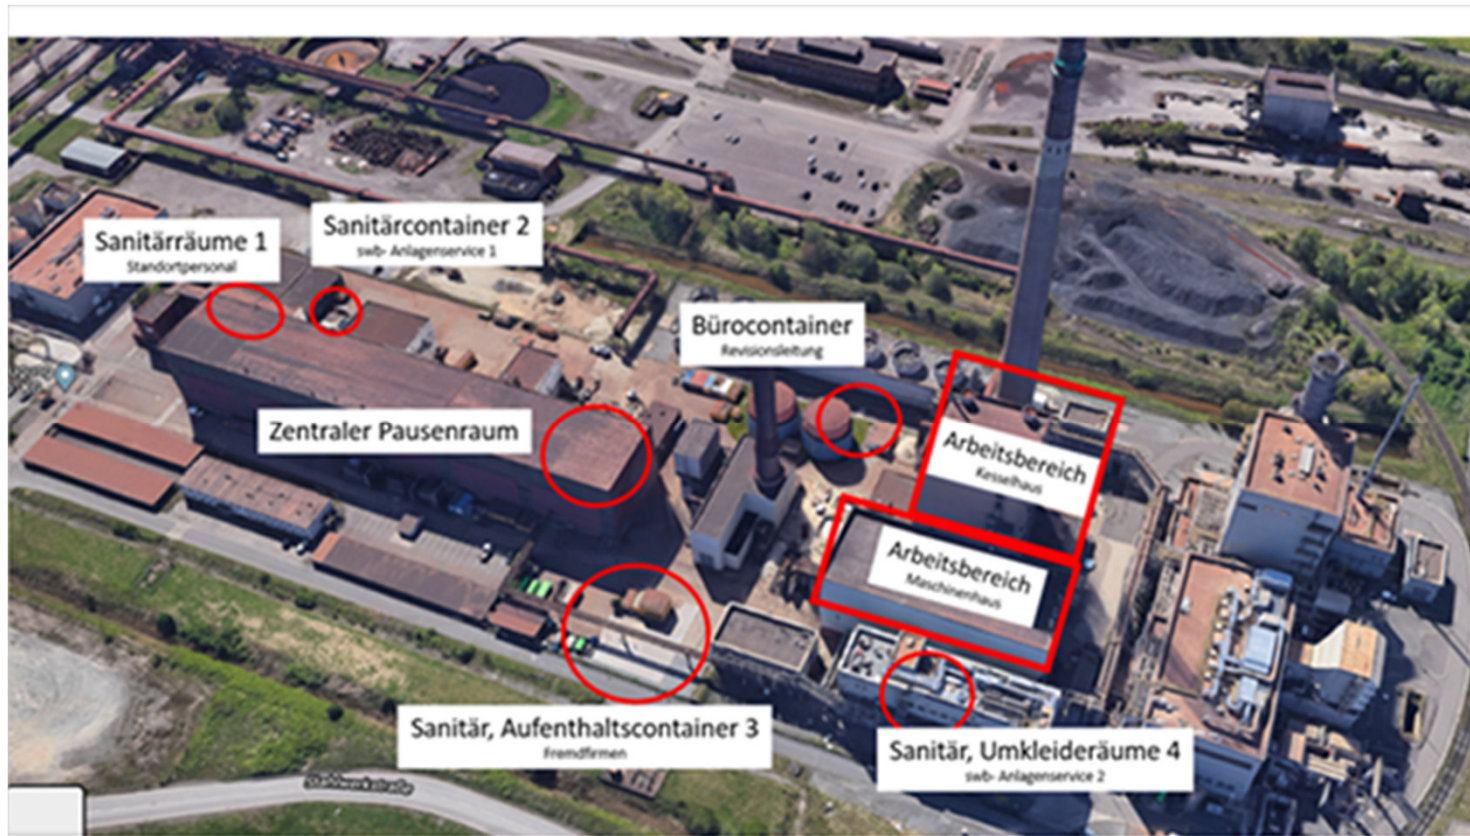 Sanitärräume 1
Standortpersonal
Sanitärcontainer 2
swb- Anlagenservice 1
Bürocontainer
Revisionsleitung
Zentraler Pausenraum
Arbeitsbereich
Kesselhaus
Arbeitsbereich
Maschinenhaus
Sanitär, Aufenthaltscontainer 3
Fremdfirmen
Sanitär, Umkleideräume 4
swb- Anlagenservice 2
Stahlwerkstraße